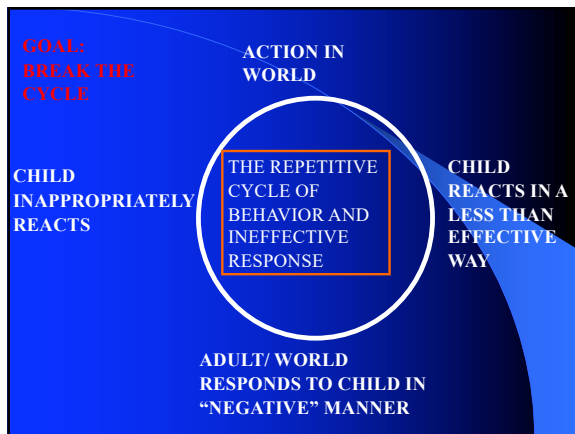 GOAL:
BREAK THE
CYCLE
ACTION IN
WORLD
CHILD
INAPPROPRIATELY
REACTS
THE REPETITIVE
CYCLE OF
BEHAVIOR AND
INEFFECTIVE
RESPONSE
CHILD
REACTS IN A
LESS THAN
EFFECTIVE
WAY
ADULT/ WORLD
RESPONDS TO CHILD IN
“NEGATIVE” MANNER